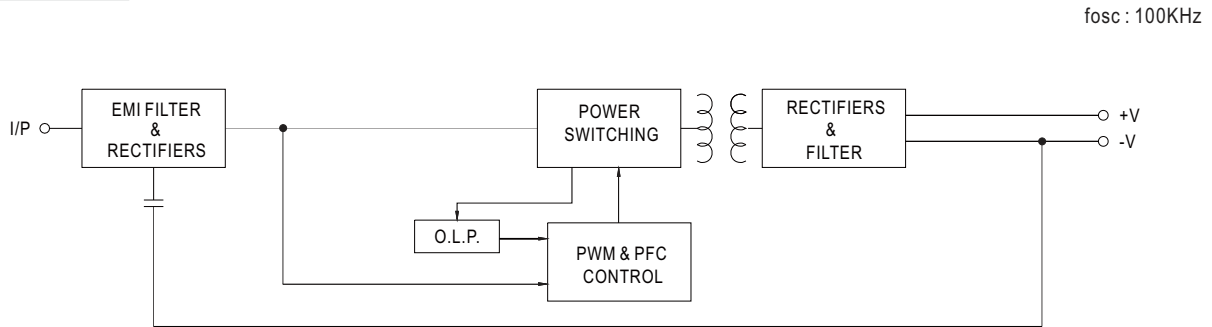 fosc : 100KHz
I/P
EMI FILTER
&
RECTIFIERS
POWER
SWITCHING
RECTIFIERS
&
FILTER
+V
-V
O.L.P.
PWM & PFC
CONTROL